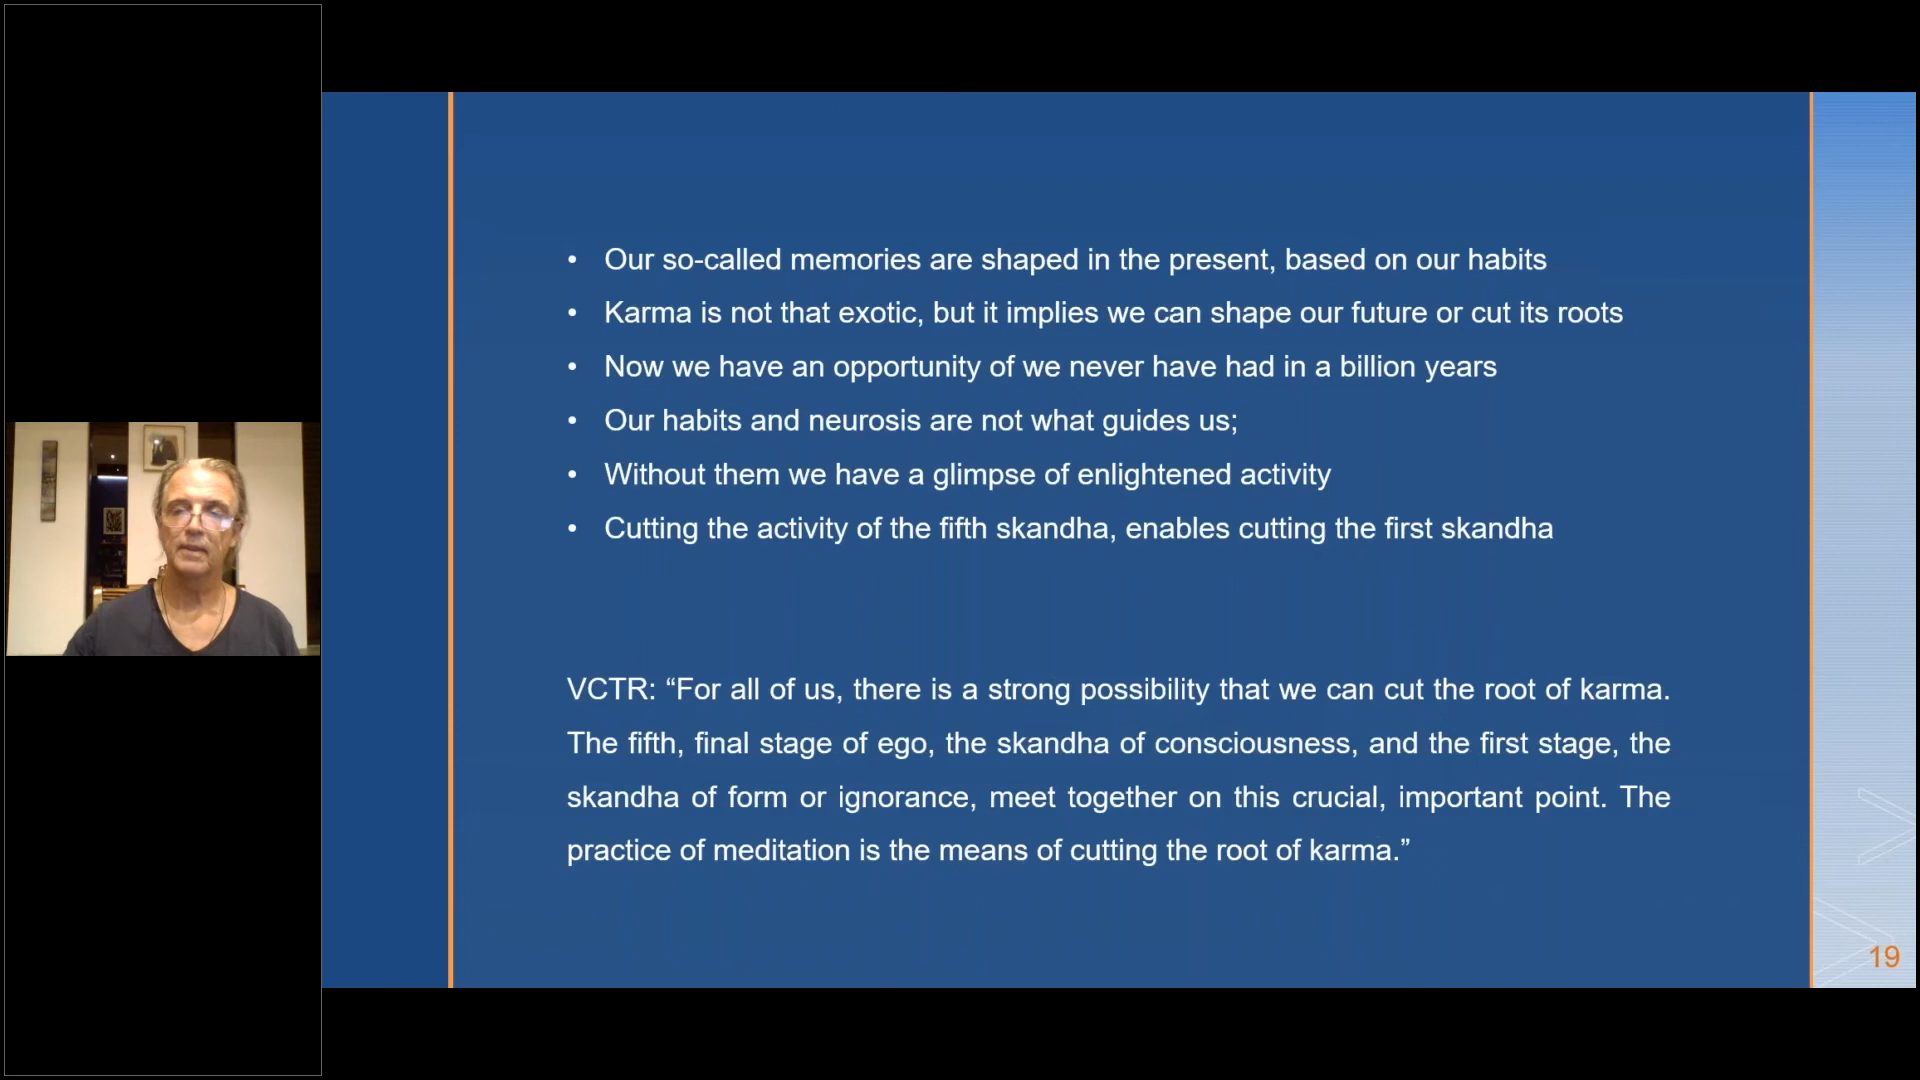 • Our so-called memories are shaped in the present, based on our habits
• Karma is not that exotic, but it implies we can shape our future or cut its roots
• Now we have an opportunity of we never have had in a billion years
• Our habits and neurosis are not what guides us;
• Without them we have a glimpse of enlightened activity
• Cutting the activity of the fifth skandha, enables cutting the first skandha
VCTR: “For all of us, there is a strong possibility that we can cut the root of karma.
The fifth, final stage of ego, the skandha of consciousness, and the first stage, the
skandha of form or ignorance, meet together on this crucial, important point. The
practice of meditation is the means of cutting the root of karma.”
19